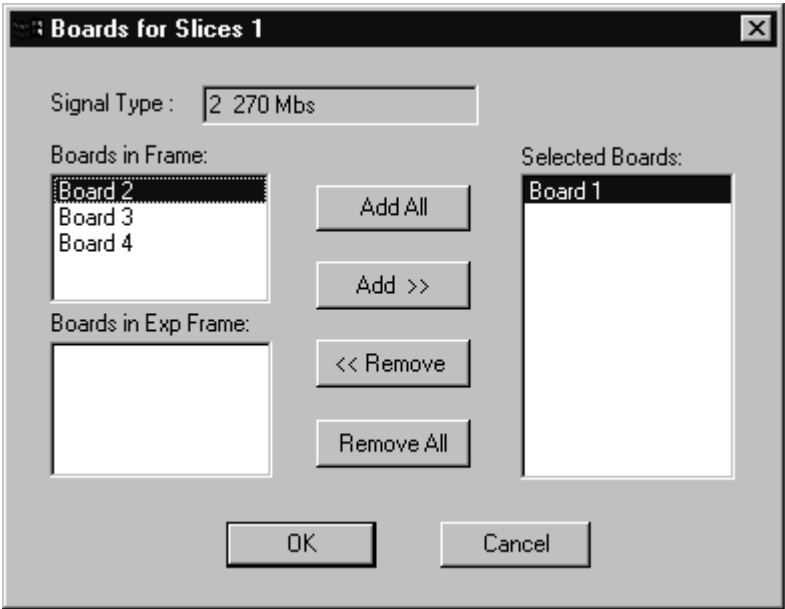 Boards for Slices 1
Signal Type :
2 270 Mbs
Boards in Frame:
Board 2
Board 3
Board 4
Boards in Exp Frame:
Add All
Add >>
<< Remove
Remove All
Selected Boards:
Board 1
OK
Cancel